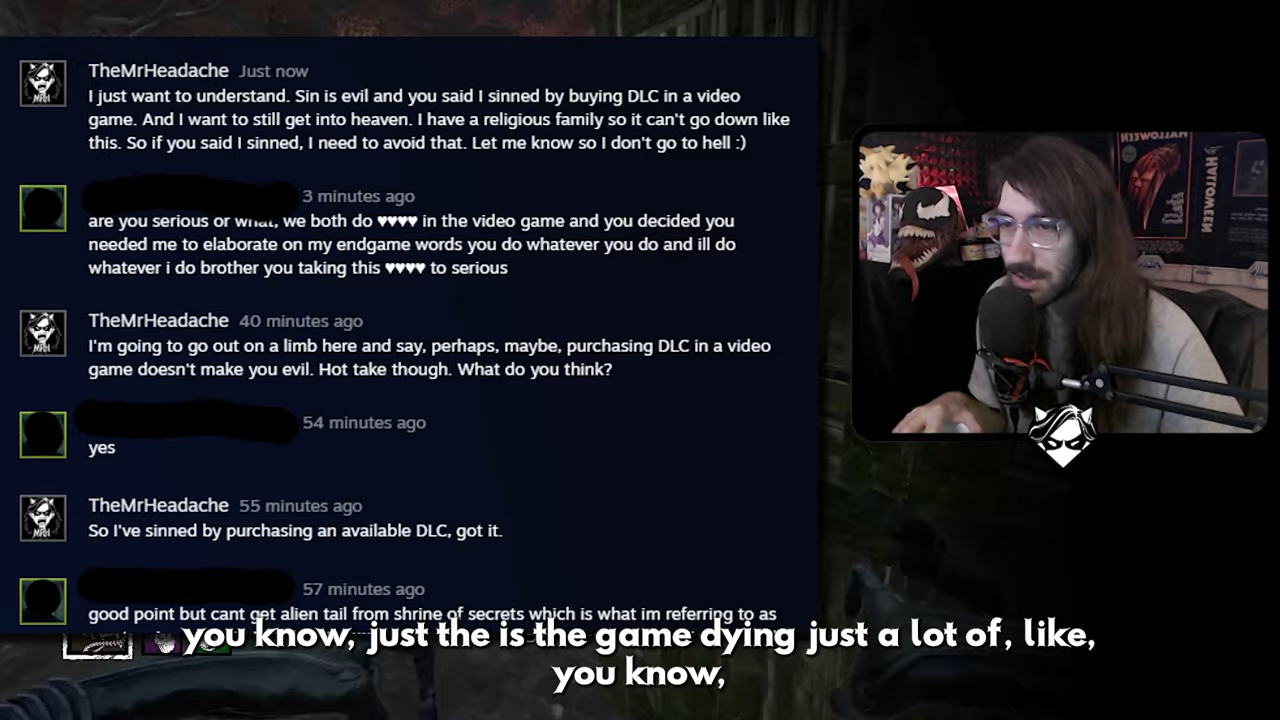 TheMrHeadache Just now
I just want to understand. Sin is evil and you said I sinned by buying DLC in a video
game. And I want to still get into heaven. I have a religious family so it can't go down like
this. So if you said I sinned, I need to avoid that. Let me know so I don't go to hell :)
3 minutes ago
are you serious or what, we both do ♥♥♥♥ in the video game and you decided you
needed me to elaborate on my endgame words you do whatever you do and ill do
whatever i do brother you taking this ♥♥♥♥ to serious
TheMrHeadache 40 minutes ago
I'm going to go out on a limb here and say, perhaps, maybe, purchasing DLC in a video
game doesn't make you evil. Hot take though. What do you think?
54 minutes ago
yes
TheMrHeadache 55 minutes ago
So I've sinned by purchasing an available DLC, got it.
57 minutes ago
good point but cant get alien tail from shrine of secrets which is what im referring to as
you know, just the is the game dying just a lot of, like,
you know,
HALLOWEEN
HALLOWEEN